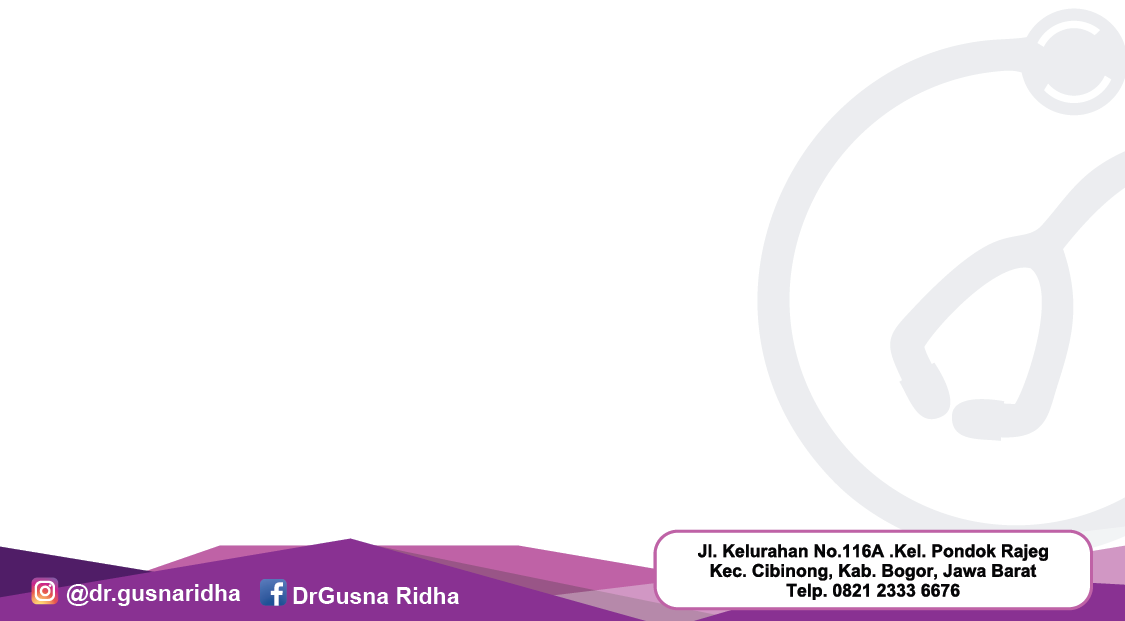 @dr.gusnaridha
DrGusna Ridha
Jl. Kelurahan No.116A .Kel. Pondok Rajeg
Kec. Cibinong, Kab. Bogor, Jawa Barat
Telp. 0821 2333 6676